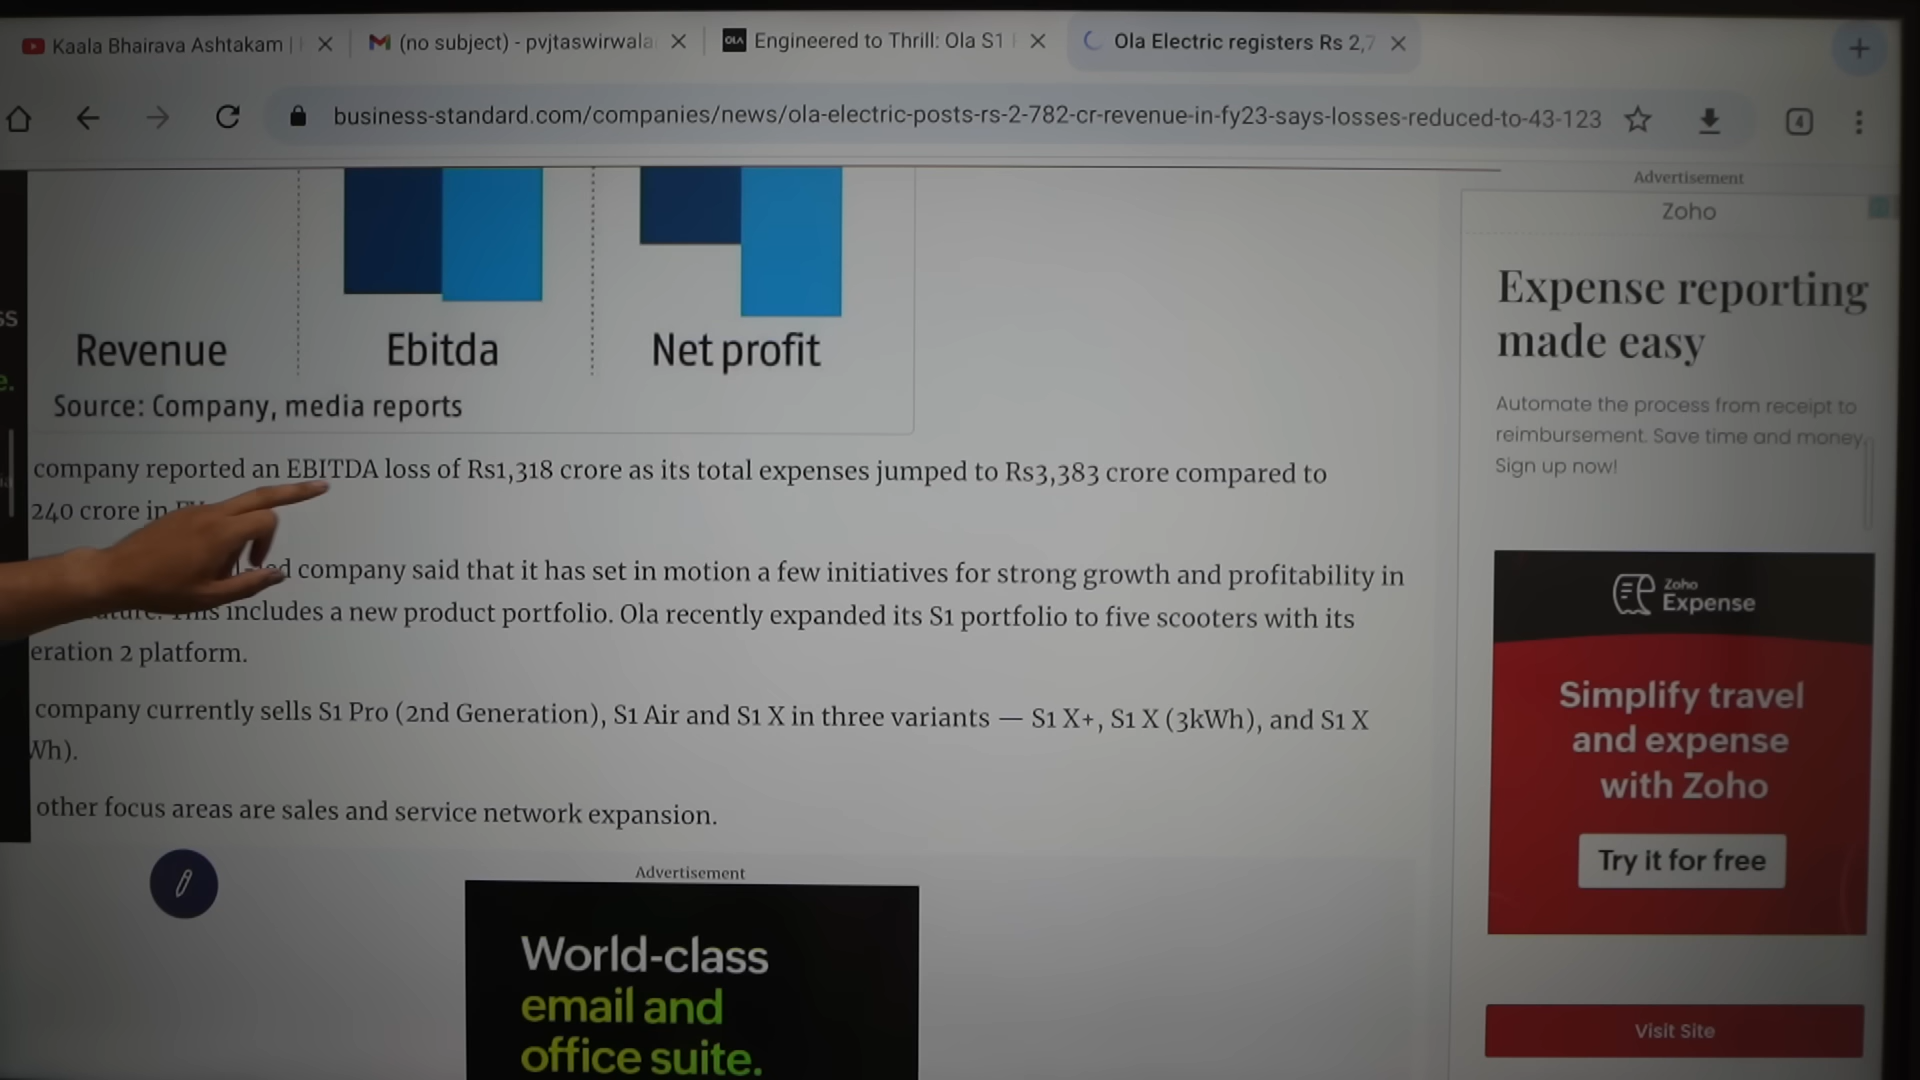 Kaala Bhairava Ashtakam |
(no subject) - pvjtaswirwala
OLA
Engineered to Thrill: Ola S1
Ola Electric registers Rs 2,7
business-standard.com/companies/news/ola-electric-posts-rs-2-782-cr-revenue-in-fy23-says-losses-reduced-to-43-123
4
Revenue
Ebitda
Net profit
Source: Company, media reports
company reported an EBITDA loss of Rs1,318 crore as its total expenses jumped to Rs3,383 crore compared to
240 crore in
company said that it has set in motion a few initiatives for strong growth and profitability in
includes a new product portfolio. Ola recently expanded its S1 portfolio to five scooters with its
eration 2 platform.
company currently sells S1 Pro (2nd Generation), S1 Air and S1 X in three variants — S1 X+, S1 X (3kWh), and S1 X
Wh).
other focus areas are sales and service network expansion.
Advertisement
World-class
email and
office suite.
Advertisement
Zoho
Expense reporting
made easy
Automate the process from receipt to
reimbursement. Save time and money.
Sign up now!
Zoho
Expense
Simplify travel
and expense
with Zoho
Try it for free
Visit Site